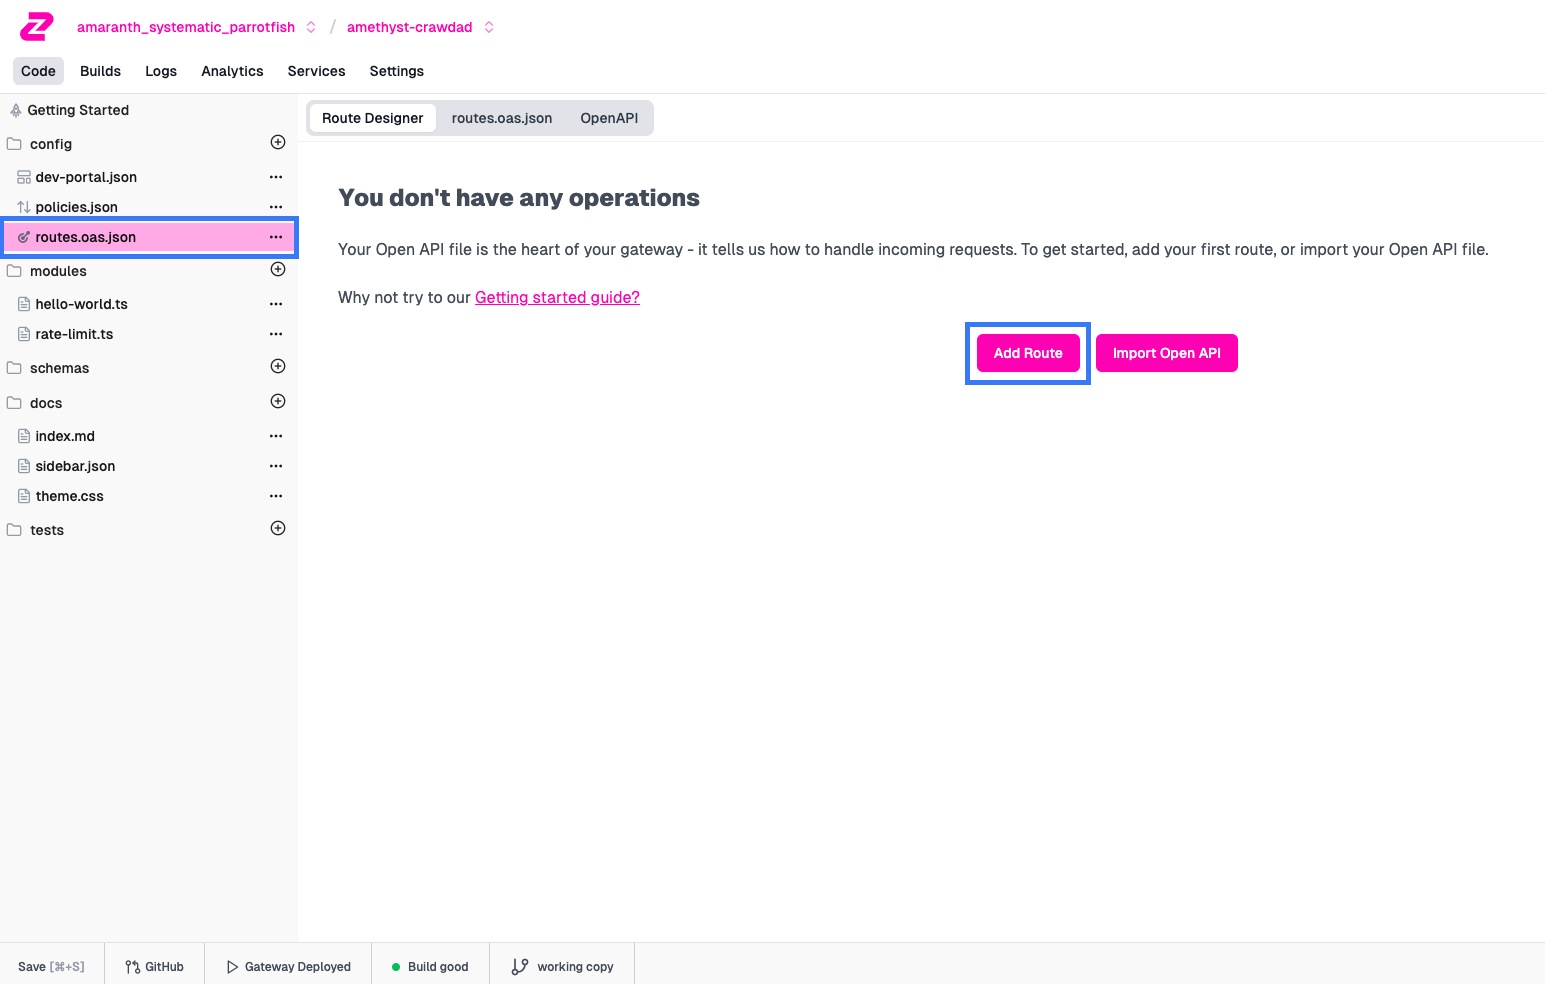 amaranth_systematic_parrotfish / amethyst-crawdad
Code Builds Logs Analytics Services Settings
Getting Started
config
dev-portal.json
policies.json
routes.oas.json
modules
hello-world.ts
rate-limit.ts
schemas
docs
index.md
sidebar.json
theme.css
tests
Route Designer routes.oas.json OpenAPI
You don't have any operations
Your Open API file is the heart of your gateway - it tells us how to handle incoming requests. To get started, add your first route, or import your Open API file.
Why not try to our Getting started guide?
Add Route Import Open API
Save [⌘+S] GitHub Gateway Deployed Build good working copy